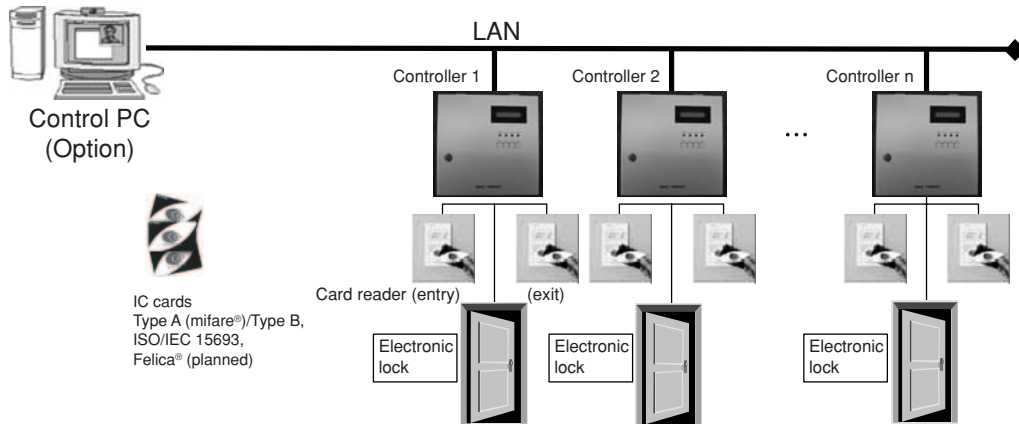 LAN
Controller 1
Controller 2
Controller n
Control PC
(Option)
...
Card reader (entry)
(exit)
IC cards
Type A (mifare®)/Type B,
ISO/IEC 15693,
Felica® (planned)
Electronic
lock
Electronic
lock
Electronic
lock